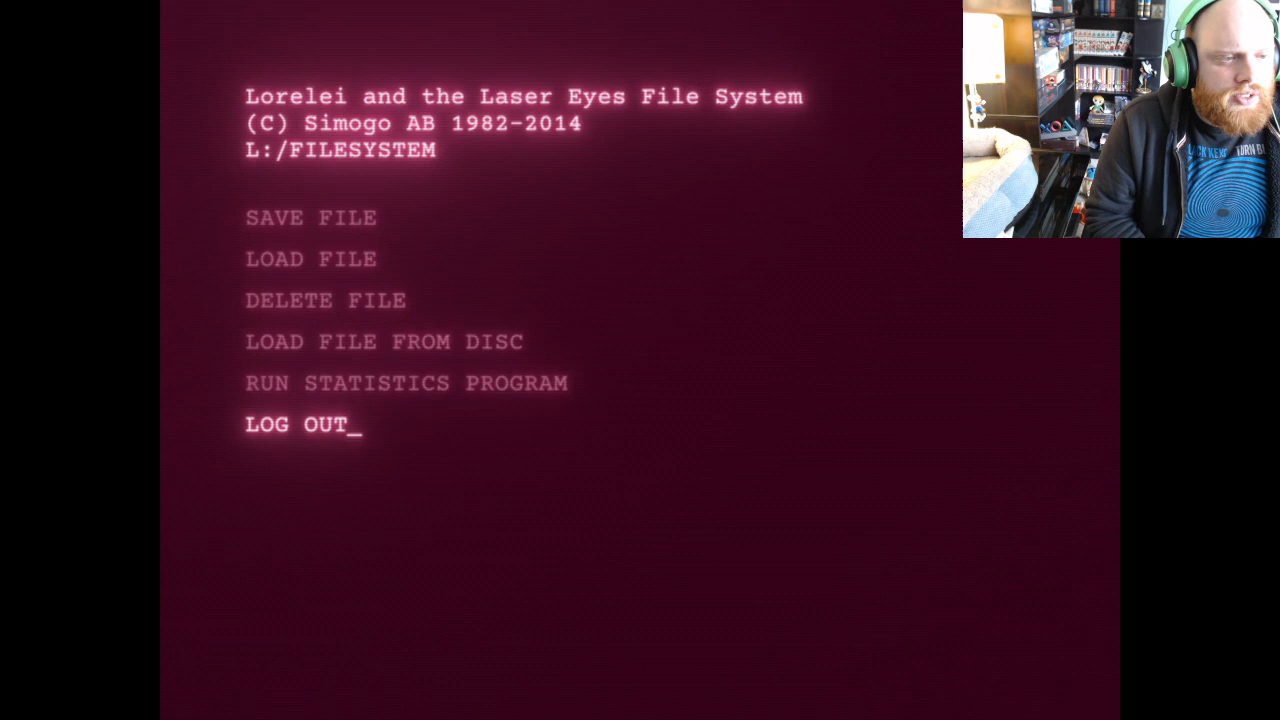 Lorelei and the Laser Eyes File System
(C) Simogo AB 1982-2014
L:/FILESYSTEM
SAVE FILE
LOAD FILE
DELETE FILE
LOAD FILE FROM DISC
RUN STATISTICS PROGRAM
LOG OUT_
TURN